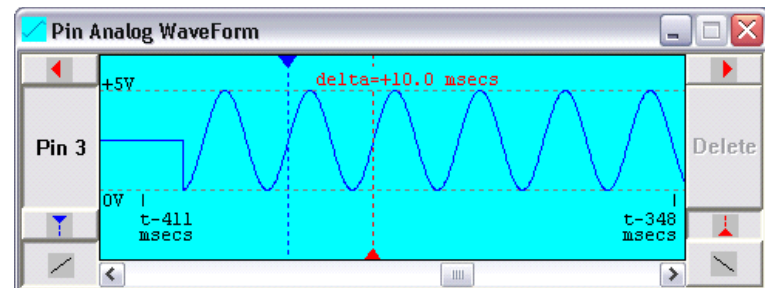 Pin Analog WaveForm
+5V
delta=+10.0 msecs
Pin 3
Delete
0V
t-411
msecs
t-348
msecs